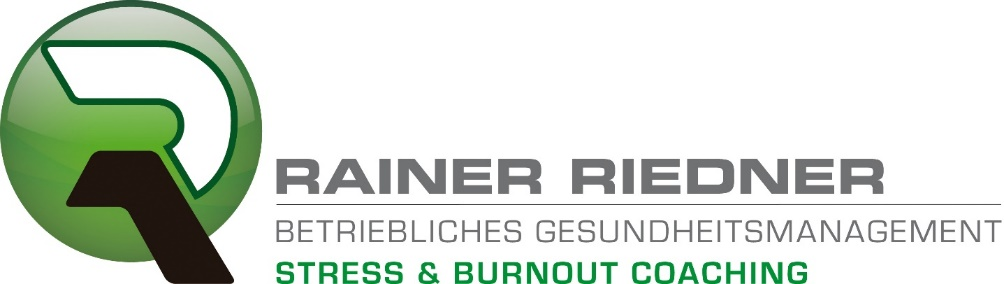 RAINER RIEDNER
BETRIEBLICHES GESUNDHEITSMANAGEMENT
STRESS & BURNOUT COACHING